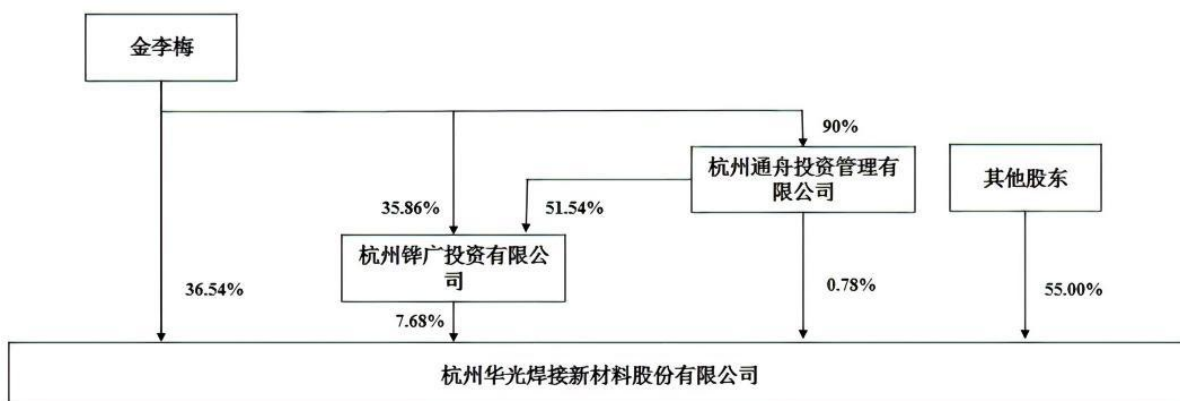 金李梅
90%
杭州通舟投资管理有
限公司
其他股东
35.86%
51.54%
杭州铧广投资有限公
司
36.54%
0.78%
55.00%
7.68%
杭州华光焊接新材料股份有限公司